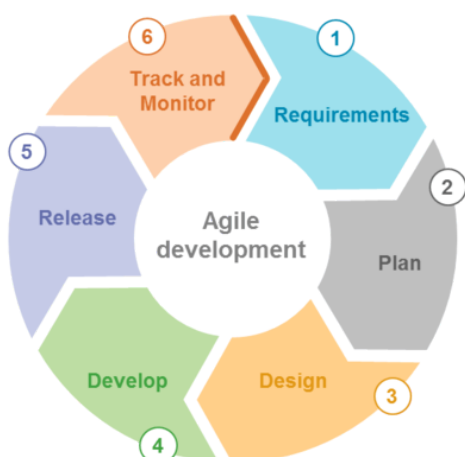 1
Requirements
2
Plan
3
Design
4
Develop
5
Release
6
Track and
Monitor
Agile
development